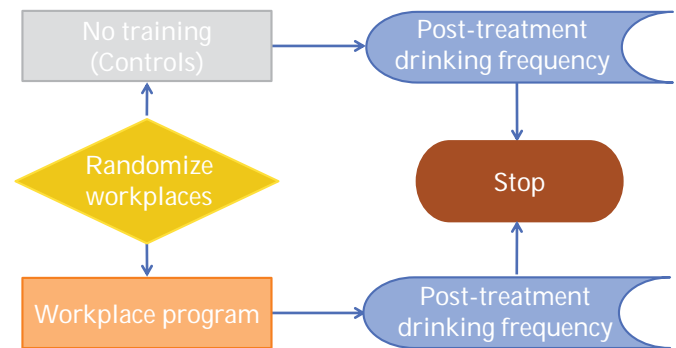 No training
(Controls)
Post-treatment
drinking frequency
Randomize
workplaces
Stop
Workplace program
Post-treatment
drinking frequency